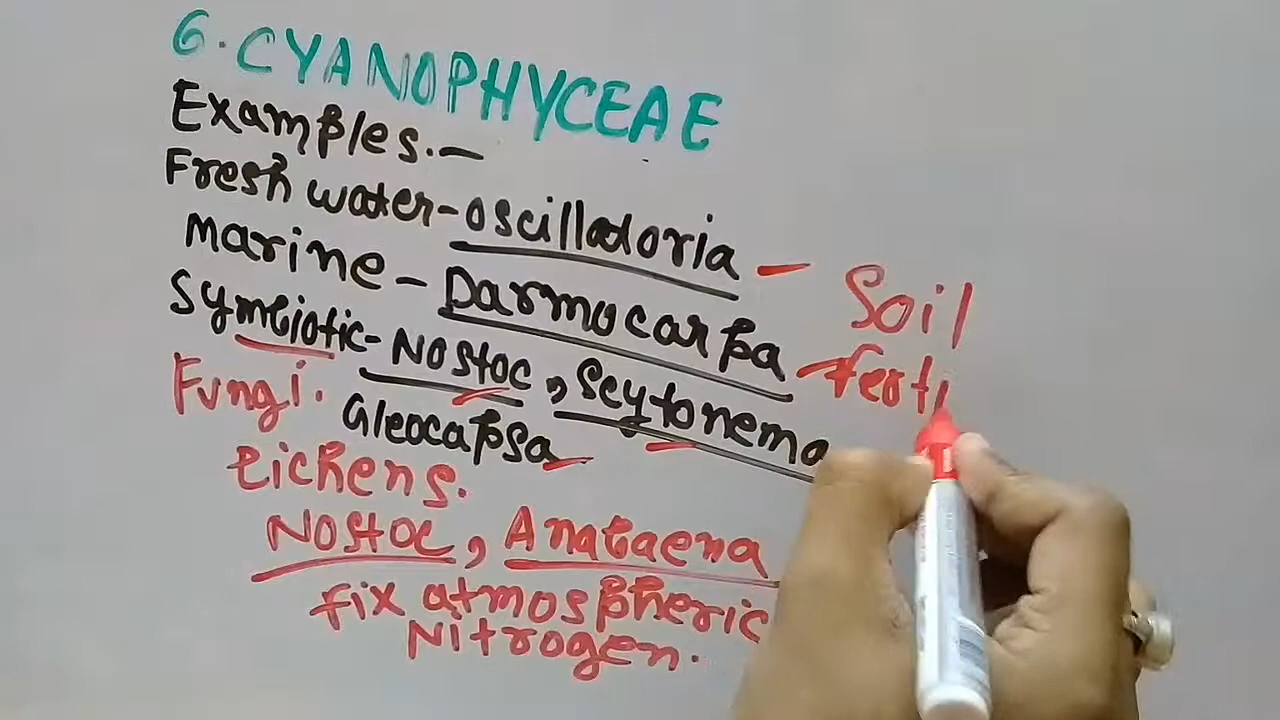 6. CYANOPHYCEAE
Examples.-
Fresh water-oscillatoria - Soil
Marine - Darmocarpa - ferti
Symbiotic- Nostoc, Scytonema
Fungi. Gleocapsa
Lichens.
Nostoc, Anabaena
fix atmospheric
Nitrogen.